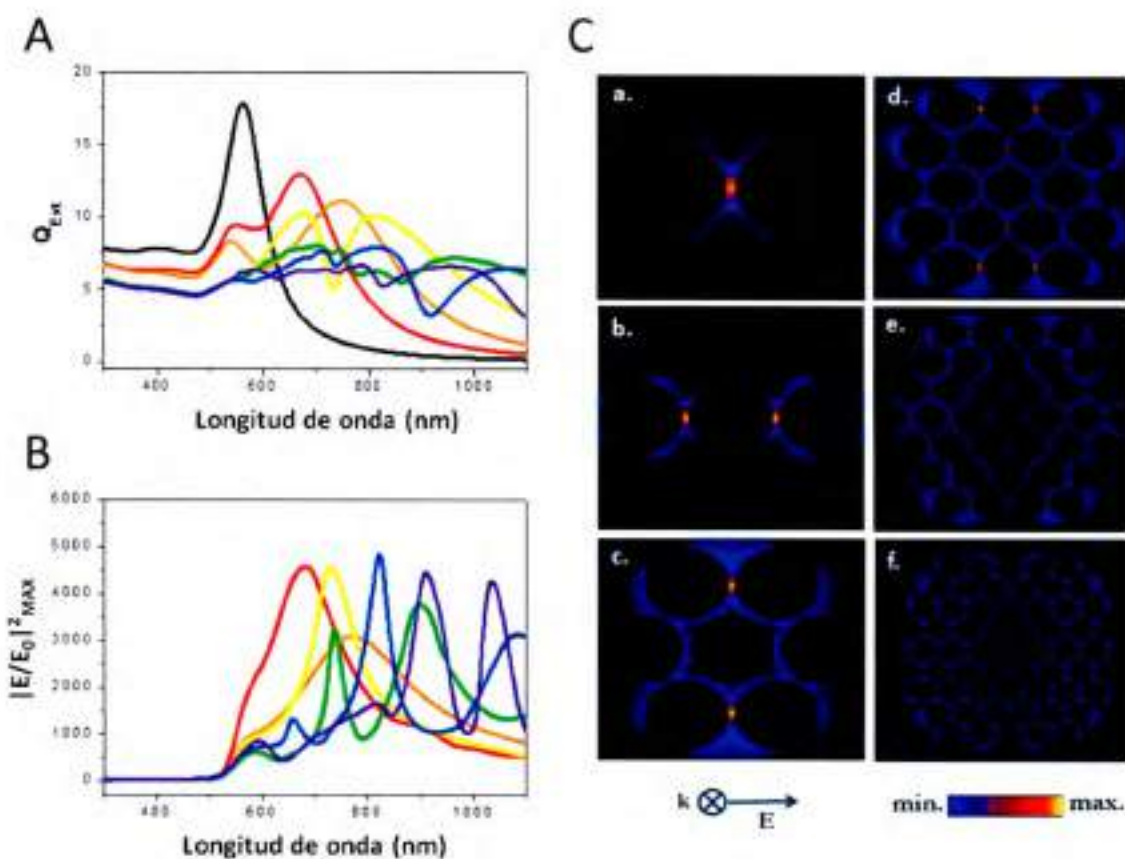 A
20
15
10
5
0
Q_Ext
400 600 800 1000
Longitud de onda (nm)
B
6000
5000
4000
3000
2000
1000
0
|E/E₀|²MAX
400 600 800 1000
Longitud de onda (nm)
C
a.
b.
c.
d.
e.
f.
k
E
min.
max.